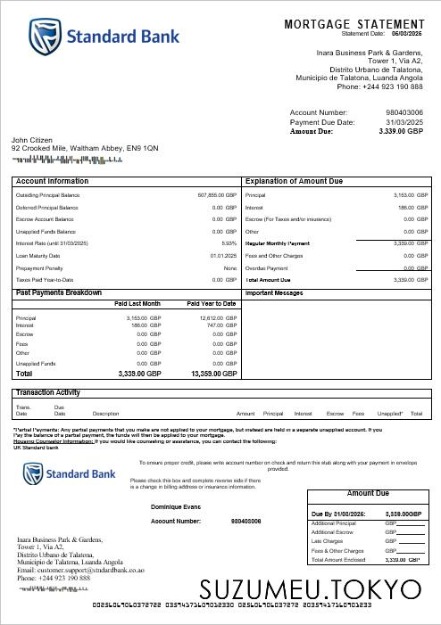 Standard Bank
MORTGAGE STATEMENT
Statement Date: 06/03/2026
Inara Business Park & Gardens,
Tower 1, Via A2,
Distrito Urbano de Talatona,
Município de Talatona, Luanda Angola
Phone: +244 923 190 888
Account Number: 980403006
Payment Due Date: 31/03/2025
Amount Due: 3,339.00 GBP
John Citizen
92 Crooked Mile, Waltham Abbey, EN9 1QN
Account Information
Outstanding Principal Balance 607,855.00 GBP
Deferred Principal Balance 0.00 GBP
Escrow Account Balance 0.00 GBP
Unapplied Funds Balance 0.00 GBP
Interest Rate (until 31/03/2025)
Loan Maturity Date 01.01.2025
Prepayment Penalty None
Taxes Paid Year-to-Date 0.00 GBP
Explanation of Amount Due
Principal 3,153.00 GBP
Interest 186.00 GBP
Escrow (For Taxes and/or Insurance) 0.00 GBP
Other 0.00 GBP
Regular Monthly Payment 3,339.00 GBP
Fees and Other Charges 0.00 GBP
Overdue Payment 0.00 GBP
Total Amount Due 3,339.00 GBP
Past Payments Breakdown
Paid Last Month Paid Year to Date
Principal 3,153.00 GBP 12,612.00 GBP
Interest 186.00 GBP 747.00 GBP
Escrow 0.00 GBP 0.00 GBP
Fees 0.00 GBP 0.00 GBP
Other 0.00 GBP 0.00 GBP
Unapplied Funds 0.00 GBP 0.00 GBP
Total 3,339.00 GBP 13,359.00 GBP
Important Messages
Transaction Activity
Trans. Date Due Date Description Amount Principal Interest Escrow Fees Unapplied* Total
*Partial Payments: Any partial payments that you make are not applied to your mortgage, but instead are held in a separate unapplied account. If you
pay the balance of a partial payment, the funds will then be applied to your mortgage.
Housing Counselor Information: If you would like counseling or assistance, you can contact the following:
UK Standard Bank
Standard Bank
To ensure proper credit, please write account number on check and return this stub along with your payment in envelope
provided.
Please check this box and complete reverse side if there
is a change in billing address or insurance information.
Dominique Evans
Account Number: 980403006
Amount Due
Due By 31/03/2025: 3,339.00GBP
Additional Principal GBP
Additional Escrow GBP
Late Charges GBP
Fees & Other Charges GBP
Total Amount Enclosed 3,339.00 GBP
Inara Business Park & Gardens,
Tower 1, Via A2,
Distrito Urbano de Talatona,
Município de Talatona, Luanda Angola
Email: customer.support@standardbank.co.ao
Phone: +244 923 190 888
SUZUMEU.TOKYO